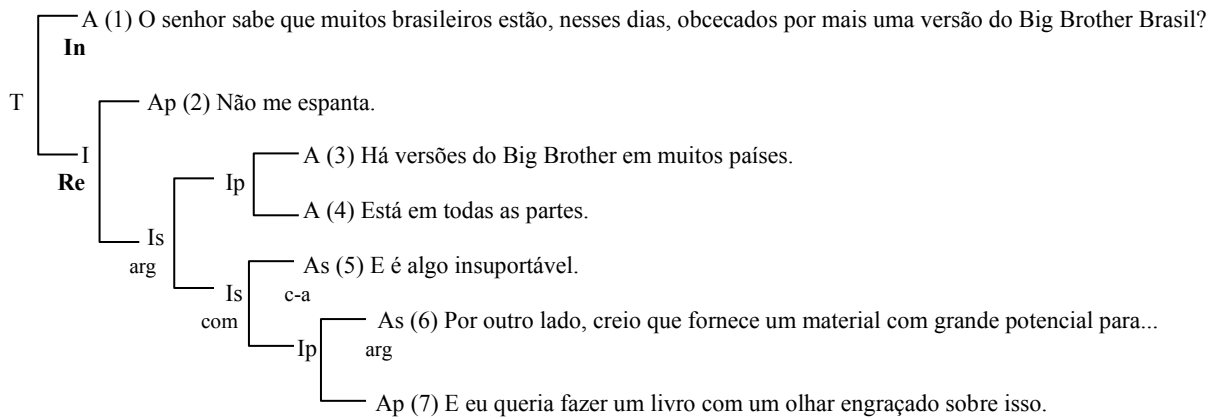 A (1) O senhor sabe que muitos brasileiros estão, nesses dias, obcecados por mais uma versão do Big Brother Brasil?
In
T
Ap (2) Não me espanta.
I
Re
A (3) Há versões do Big Brother em muitos países.
Ip
A (4) Está em todas as partes.
Is
arg
As (5) E é algo insuportável.
Is
c-a
com
As (6) Por outro lado, creio que fornece um material com grande potencial para...
Ip
arg
Ap (7) E eu queria fazer um livro com um olhar engraçado sobre isso.